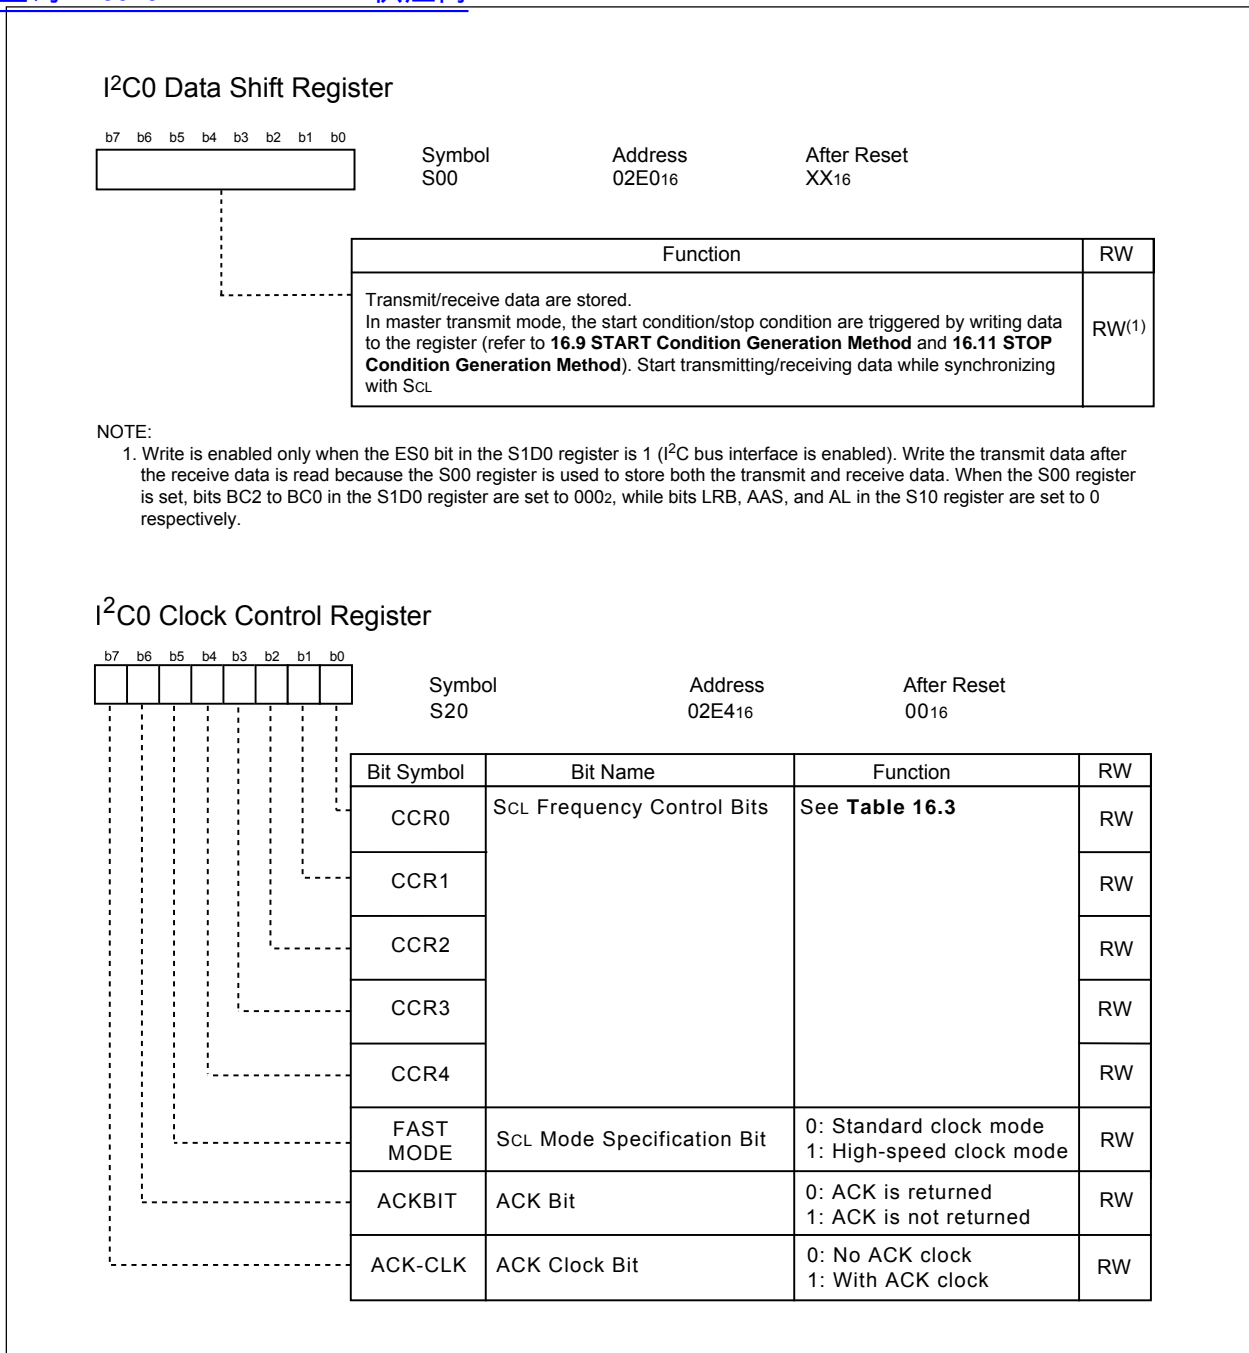 I2C0 Data Shift Register
b7 b6 b5 b4 b3 b2 b1 b0
Symbol Address After Reset
S00 02E016 XX16
Function RW
Transmit/receive data are stored.
In master transmit mode, the start condition/stop condition are triggered by writing data
to the register (refer to 16.9 START Condition Generation Method and 16.11 STOP
Condition Generation Method). Start transmitting/receiving data while synchronizing
with SCL
RW(1)
NOTE:
1. Write is enabled only when the ES0 bit in the S1D0 register is 1 (I2C bus interface is enabled). Write the transmit data after
the receive data is read because the S00 register is used to store both the transmit and receive data. When the S00 register
is set, bits BC2 to BC0 in the S1D0 register are set to 0002, while bits LRB, AAS, and AL in the S10 register are set to 0
respectively.
I2C0 Clock Control Register
b7 b6 b5 b4 b3 b2 b1 b0
Symbol Address After Reset
S20 02E416 0016
Bit Symbol Bit Name Function RW
CCR0 SCL Frequency Control Bits See Table 16.3 RW
CCR1 RW
CCR2 RW
CCR3 RW
CCR4 RW
FAST
MODE
SCL Mode Specification Bit
0: Standard clock mode
1: High-speed clock mode
RW
ACKBIT ACK Bit
0: ACK is returned
1: ACK is not returned
RW
ACK-CLK ACK Clock Bit
0: No ACK clock
1: With ACK clock
RW